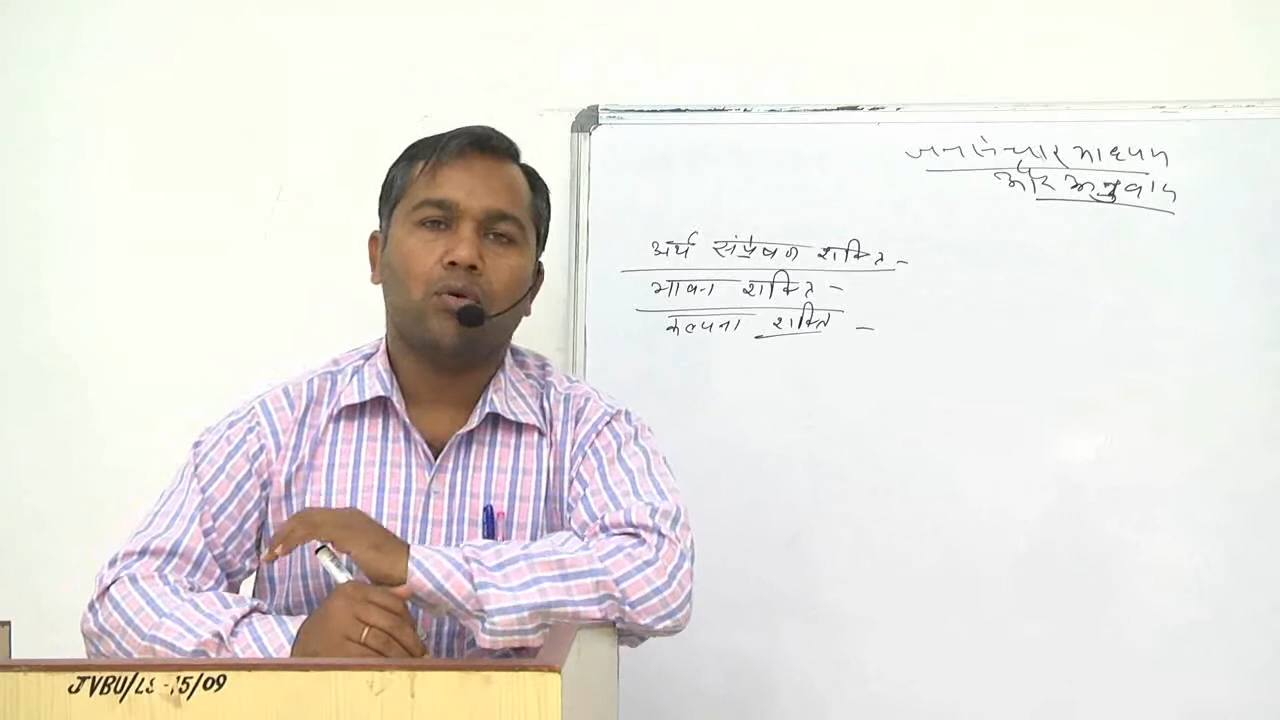 जनसंचार माध्यम
और अनुवाद
अर्थ संप्रेषण शक्ति -
भावना शक्ति -
कल्पना शक्ति -
JVBU/LS-15/09